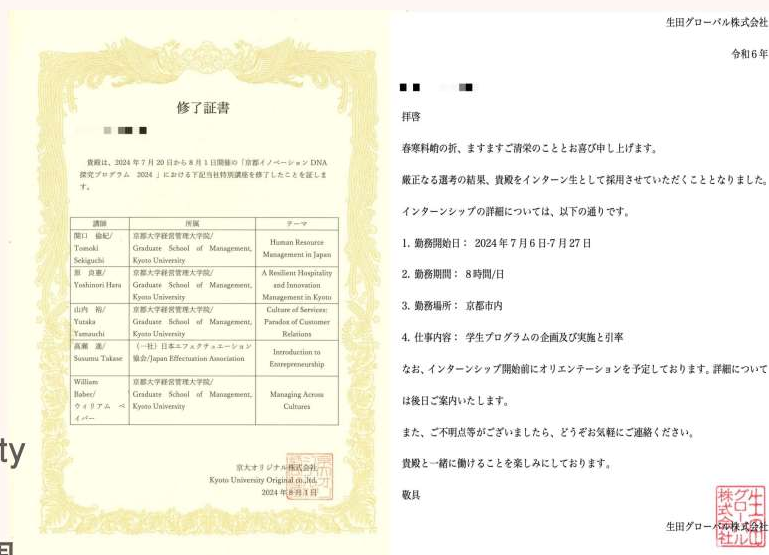 修了証書
貴殿は、2024年7月20日から8月1日開催の「京都イノベーション DNA
探究プログラム 2024」における下記当社特別講座を修了したことを証しま
す。
講師 所属 テーマ
関口 倫紀/
Tomoki
Sekiguchi
京都大学経営管理大学院/
Graduate School of Management,
Kyoto University
Human Resource
Management in Japan
原 良憲/
Yoshinori Hara
京都大学経営管理大学院/
Graduate School of Management,
Kyoto University
A Resilient Hospitality
and Innovation
Management in Kyoto
山内 裕/
Yutaka
Yamauchi
京都大学経営管理大学院/
Graduate School of Management,
Kyoto University
Culture of Services:
Paradox of Customer
Relations
高瀬 進/
Susumu Takase
(一社)日本エフェクチュエーション
協会/Japan Effectuation Association
Introduction to
Entrepreneurship
William
Baber/
ウィリアム ベ
イバー
京都大学経営管理大学院/
Graduate School of Management,
Kyoto University
Managing Across
Cultures
京大オリジナル株式会社
Kyoto University Original co.,ltd.
2024年8月1日
ty
生田グローバル株式会社
令和6年
拝啓
春寒料峭の折、ますますご清栄のこととお喜び申し上げます。
厳正なる選考の結果、貴殿をインターン生として採用させていただくこととなりました。
インターンシップの詳細については、以下の通りです。
1. 勤務開始日： 2024年7月6日-7月27日
2. 勤務期間： 8時間/日
3. 勤務場所： 京都市内
4. 仕事内容： 学生プログラムの企画及び実施と引率
なお、インターンシップ開始前にオリエンテーションを予定しております。詳細について
は後日ご案内いたします。
また、ご不明点等がございましたら、どうぞお気軽にご連絡ください。
貴殿と一緒に働けることを楽しみにしております。
敬具
生田グローバル株式会社